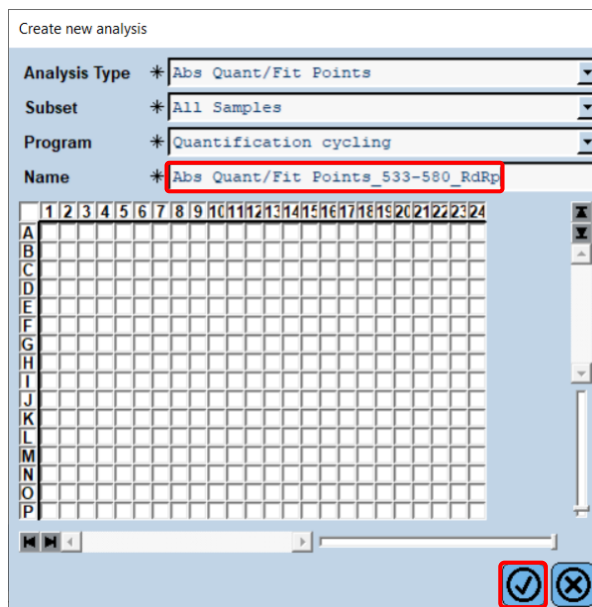 Create new analysis
Analysis Type * Abs Quant/Fit Points
Subset * All Samples
Program * Quantification cycling
Name * Abs Quant/Fit Points_533-580_RdRp
1 2 3 4 5 6 7 8 9 10 11 12 13 14 15 16 17 18 19 20 21 22 23 24
A
B
C
D
E
F
G
H
I
J
K
L
M
N
O
P